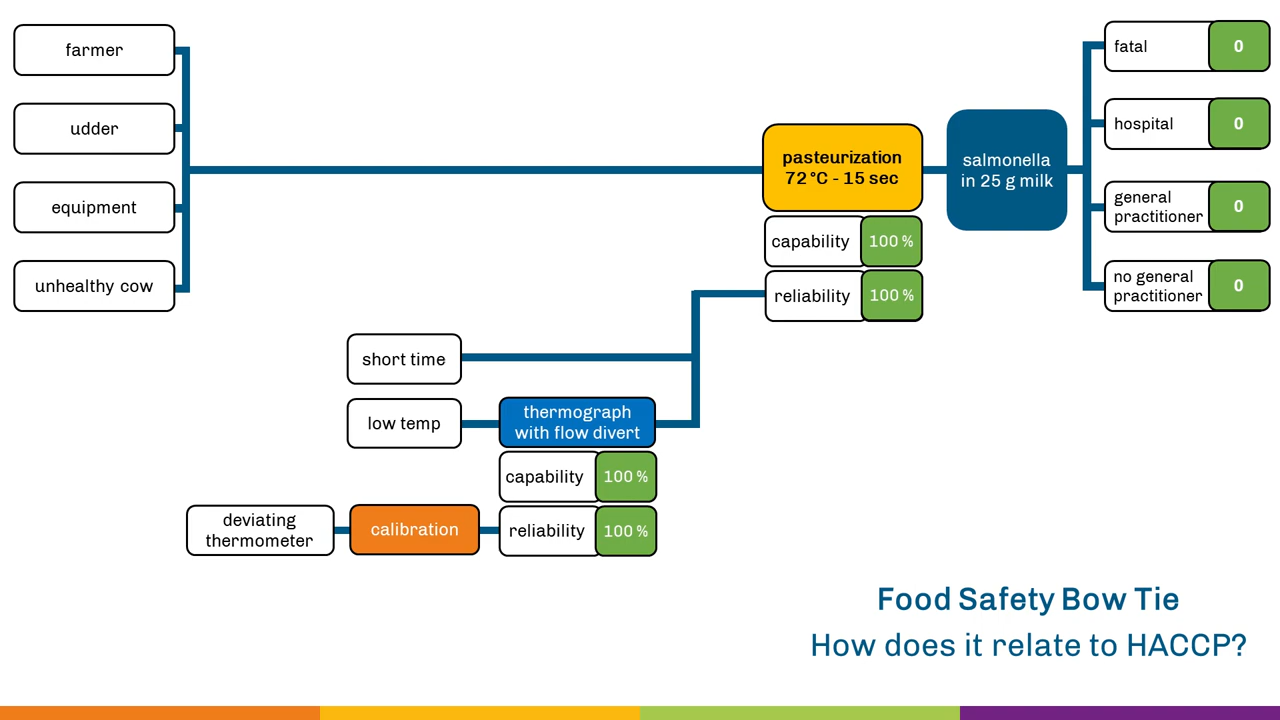 farmer
udder
equipment
unhealthy cow
pasteurization
72 °C - 15 sec
capability
100 %
reliability
100 %
salmonella
in 25 g milk
fatal
0
hospital
0
general
practitioner
0
no general
practitioner
0
short time
low temp
thermograph
with flow divert
capability
100 %
deviating
thermometer
calibration
reliability
100 %
Food Safety Bow Tie
How does it relate to HACCP?